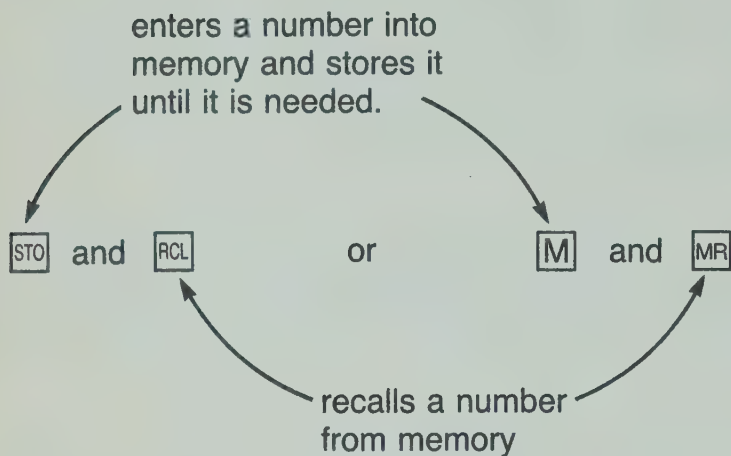 enters a number into
memory and stores it
until it is needed.
STO and RCL or M and MR
recalls a number
from memory